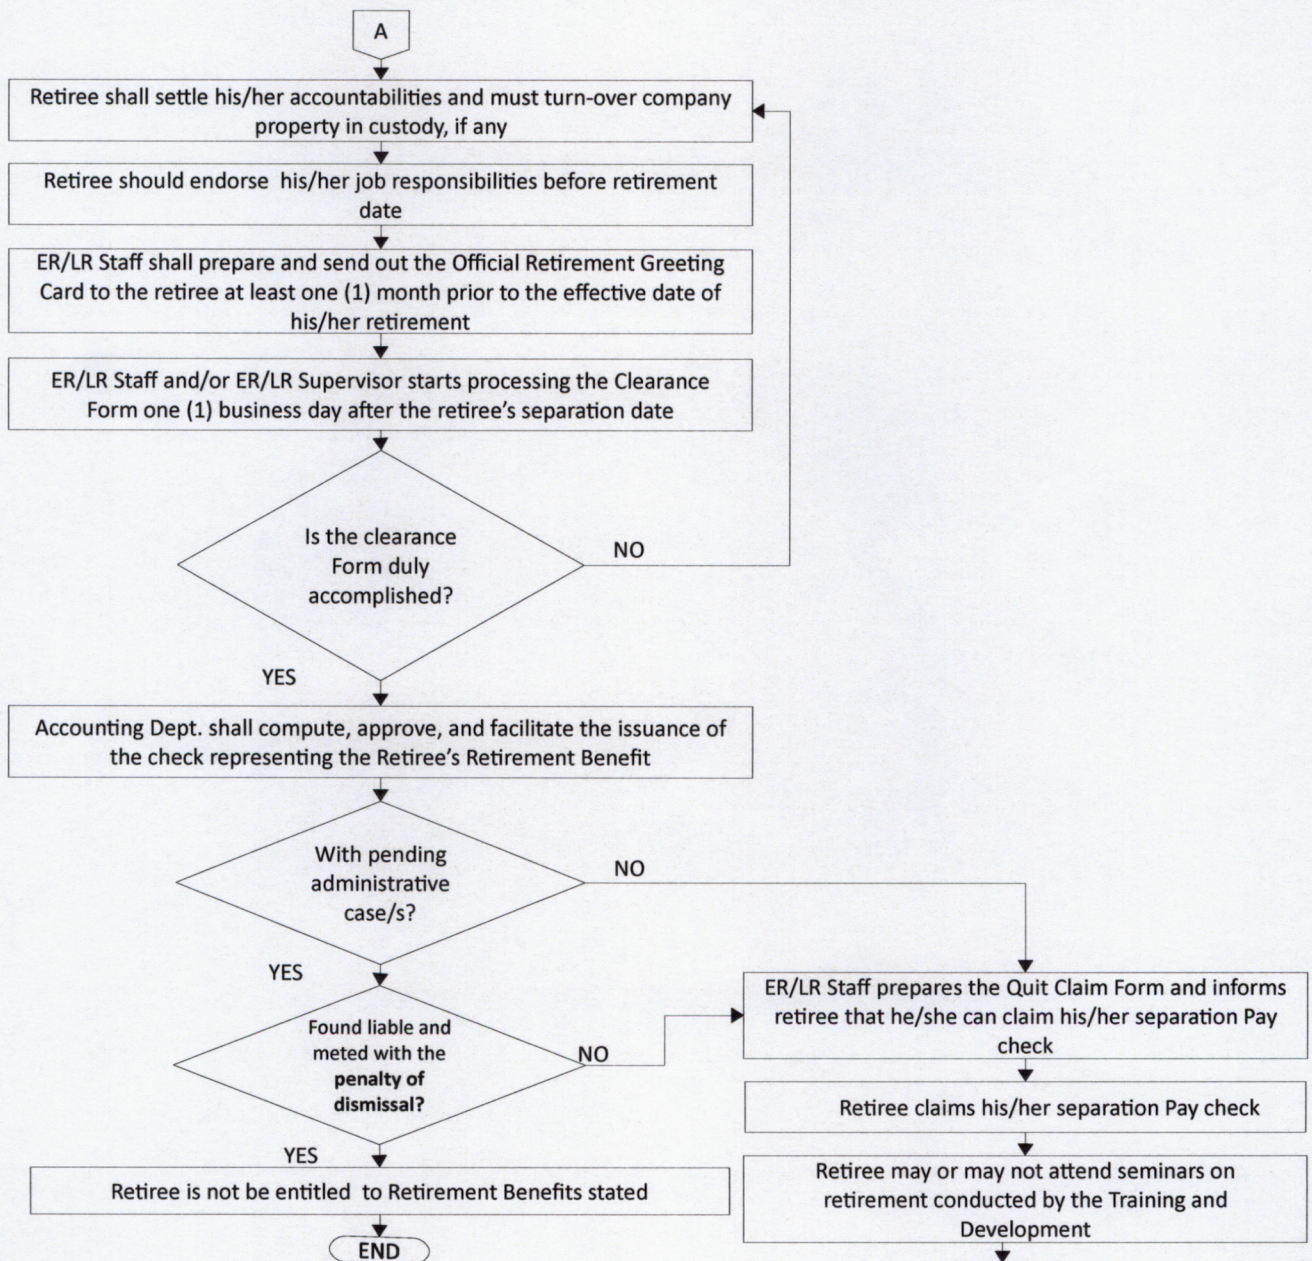 A
Retiree shall settle his/her accountabilities and must turn-over company
property in custody, if any
Retiree should endorse his/her job responsibilities before retirement
date
ER/LR Staff shall prepare and send out the Official Retirement Greeting
Card to the retiree at least one (1) month prior to the effective date of
his/her retirement
ER/LR Staff and/or ER/LR Supervisor starts processing the Clearance
Form one (1) business day after the retiree's separation date
Is the clearance
Form duly
accomplished?
NO
YES
Accounting Dept. shall compute, approve, and facilitate the issuance of
the check representing the Retiree's Retirement Benefit
With pending
administrative
case/s?
NO
YES
Found liable and
meted with the
penalty of
dismissal?
NO
YES
Retiree is not be entitled to Retirement Benefits stated
END
ER/LR Staff prepares the Quit Claim Form and informs
retiree that he/she can claim his/her separation Pay
check
Retiree claims his/her separation Pay check
Retiree may or may not attend seminars on
retirement conducted by the Training and
Development